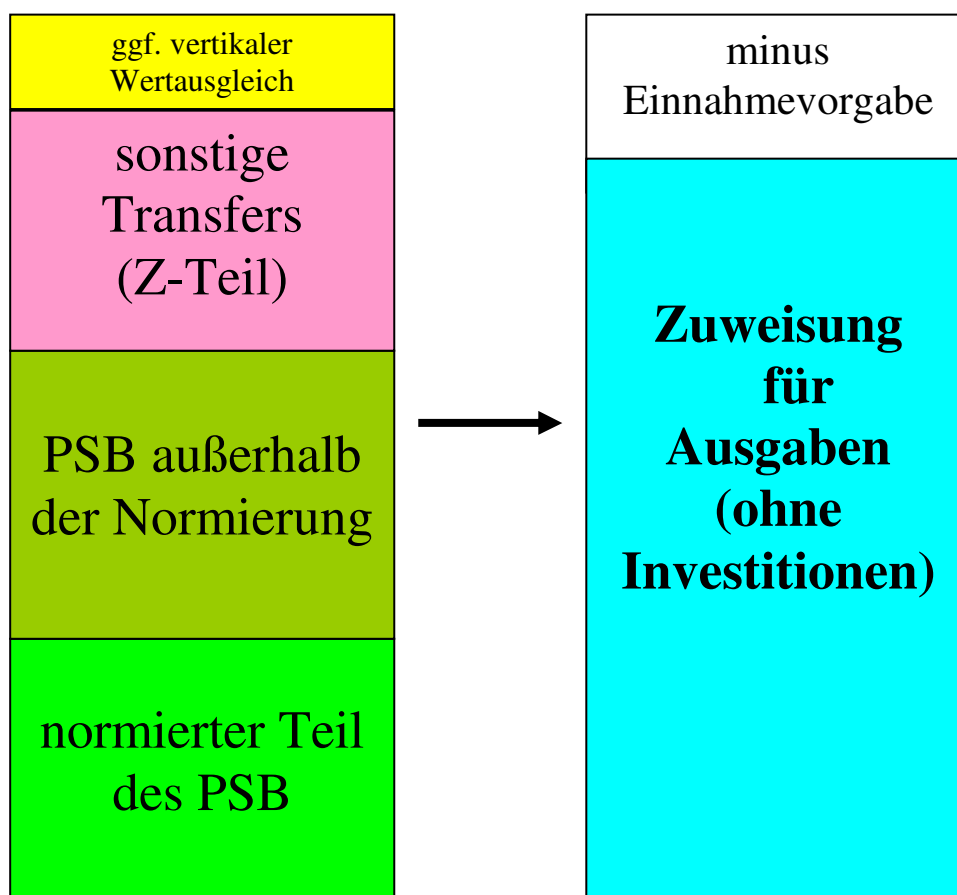 ggf. vertikaler
Wertausgleich
sonstige
Transfers
(Z-Teil)
PSB außerhalb
der Normierung
normierter Teil
des PSB
minus
Einnahmevorgabe
Zuweisung
für
Ausgaben
(ohne
Investitionen)